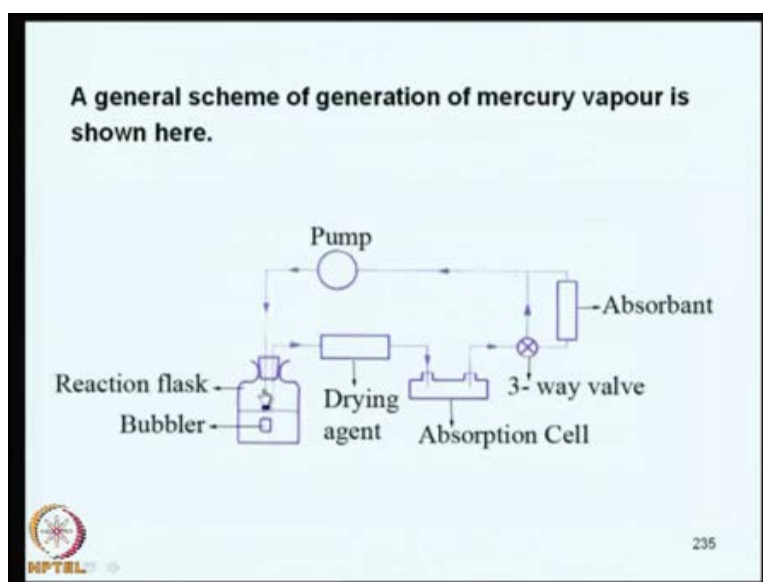 A general scheme of generation of mercury vapour is
shown here.
Pump
Absorbant
Reaction flask
Drying
agent
3- way valve
Bubbler
Absorption Cell
NPTEL
235